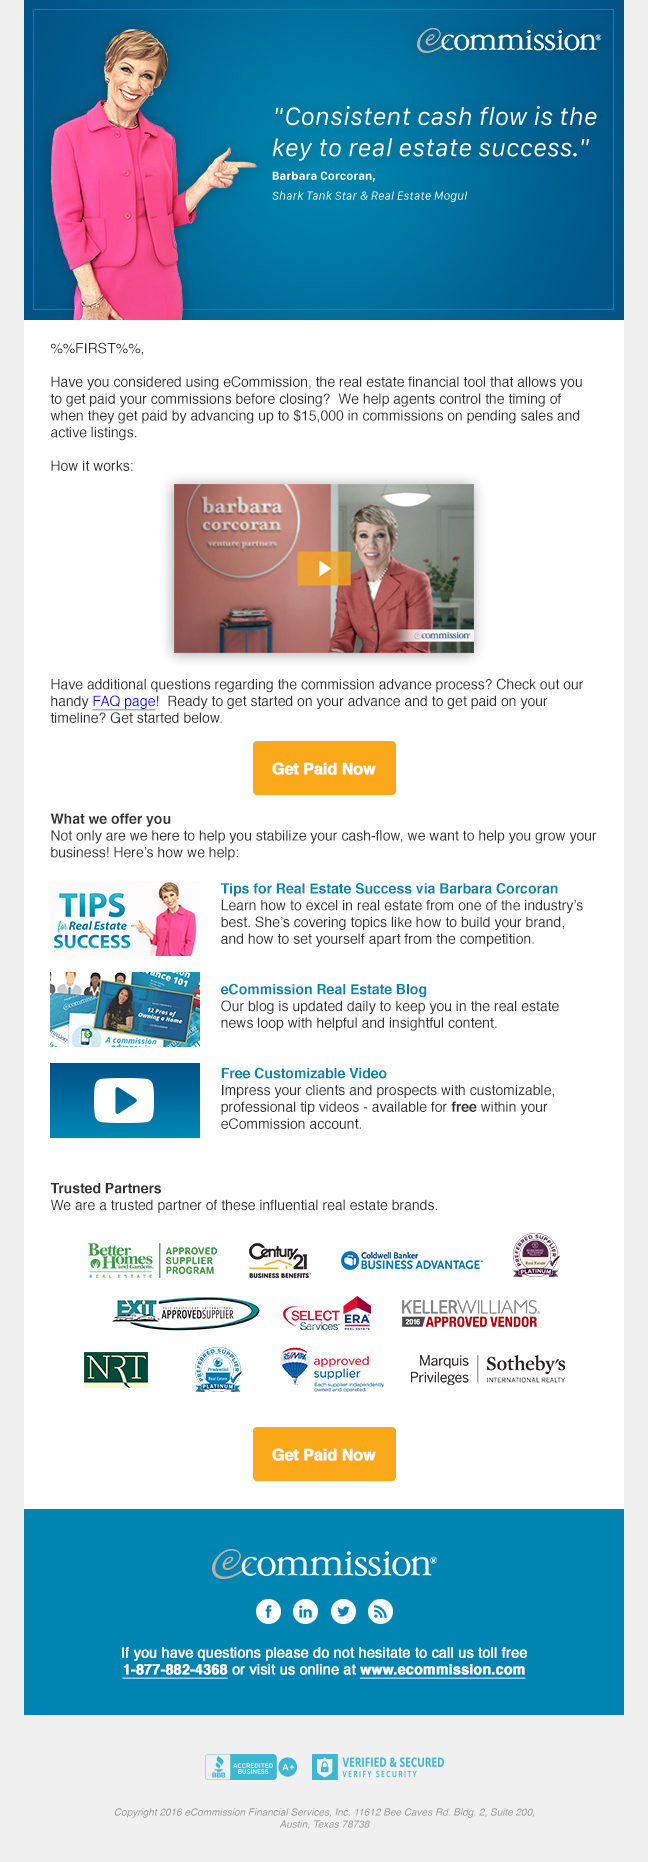 ecommission®
"Consistent cash flow is the
key to real estate success."
Barbara Corcoran,
Shark Tank Star & Real Estate Mogul
%%FIRST%%,
Have you considered using eCommission, the real estate financial tool that allows you
to get paid your commissions before closing?  We help agents control the timing of
when they get paid by advancing up to $15,000 in commissions on pending sales and
active listings.
How it works:
barbara
corcoran
venture partners
ecommission
Have additional questions regarding the commission advance process? Check out our
handy FAQ page!  Ready to get started on your advance and to get paid on your
timeline? Get started below.
Get Paid Now
What we offer you
Not only are we here to help you stabilize your cash-flow, we want to help you grow your
business! Here's how we help:
TIPS
for Real Estate
SUCCESS
Tips for Real Estate Success via Barbara Corcoran
Learn how to excel in real estate from one of the industry's
best. She's covering topics like how to build your brand,
and how to set yourself apart from the competition.
vance 101
12 Pros of
Owning a Home
A commission
eCommission Real Estate Blog
Our blog is updated daily to keep you in the real estate
news loop with helpful and insightful content.
Free Customizable Video
Impress your clients and prospects with customizable,
professional tip videos - available for free within your
eCommission account.
Trusted Partners
We are a trusted partner of these influential real estate brands.
Better Homes and Gardens REAL ESTATE APPROVED SUPPLIER PROGRAM
Century 21 BUSINESS BENEFITS
Coldwell Banker BUSINESS ADVANTAGE
PREFERRED SUPPLIER Real Estate PLATINUM
EXIT APPROVED SUPPLIER
SELECT Services ERA REAL ESTATE
KELLERWILLIAMS. 2016 APPROVED VENDOR
NRT
PREFERRED SUPPLIER Prudential Real Estate PLATINUM
RE/MAX approved supplier
Each supplier independently
owned and operated.
Marquis Privileges
Sotheby's INTERNATIONAL REALTY
Get Paid Now
ecommission®
f in
If you have questions please do not hesitate to call us toll free
1-877-882-4368 or visit us online at www.ecommission.com
BBB ACCREDITED BUSINESS A+
VERIFIED & SECURED
VERIFY SECURITY
Copyright 2016 eCommission Financial Services, Inc. 11612 Bee Caves Rd. Bldg. 2, Suite 200,
Austin, Texas 78738